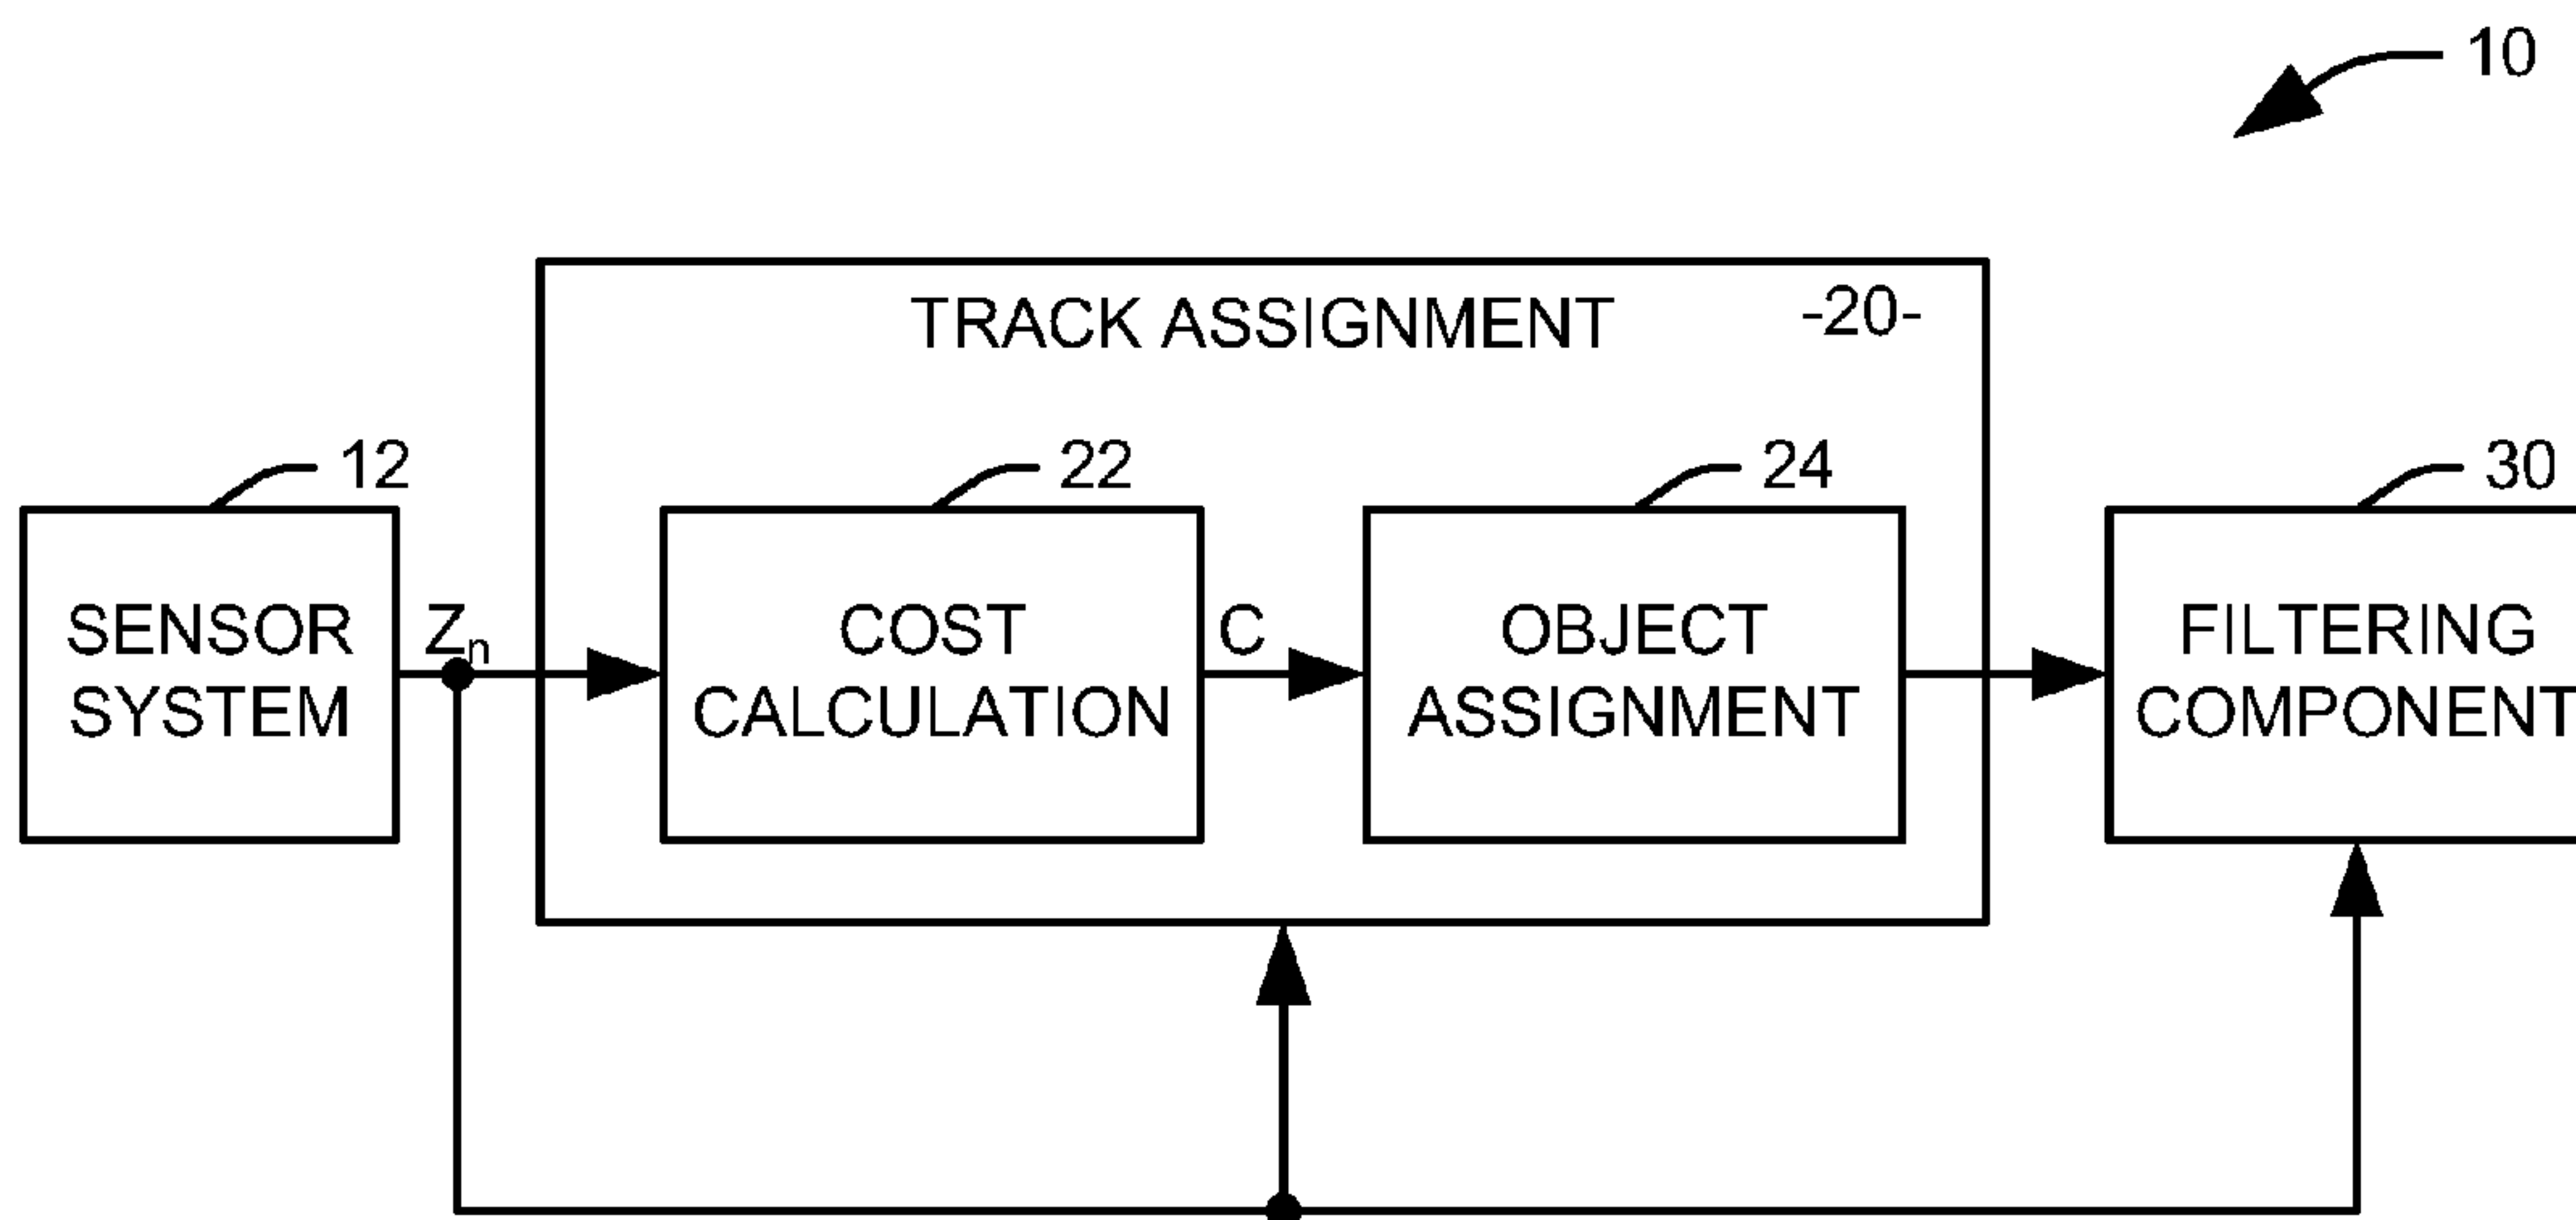 10
TRACK ASSIGNMENT
-20-
12
22
24
30
SENSOR
SYSTEM
Zn
COST
CALCULATION
C
OBJECT
ASSIGNMENT
FILTERING
COMPONENT